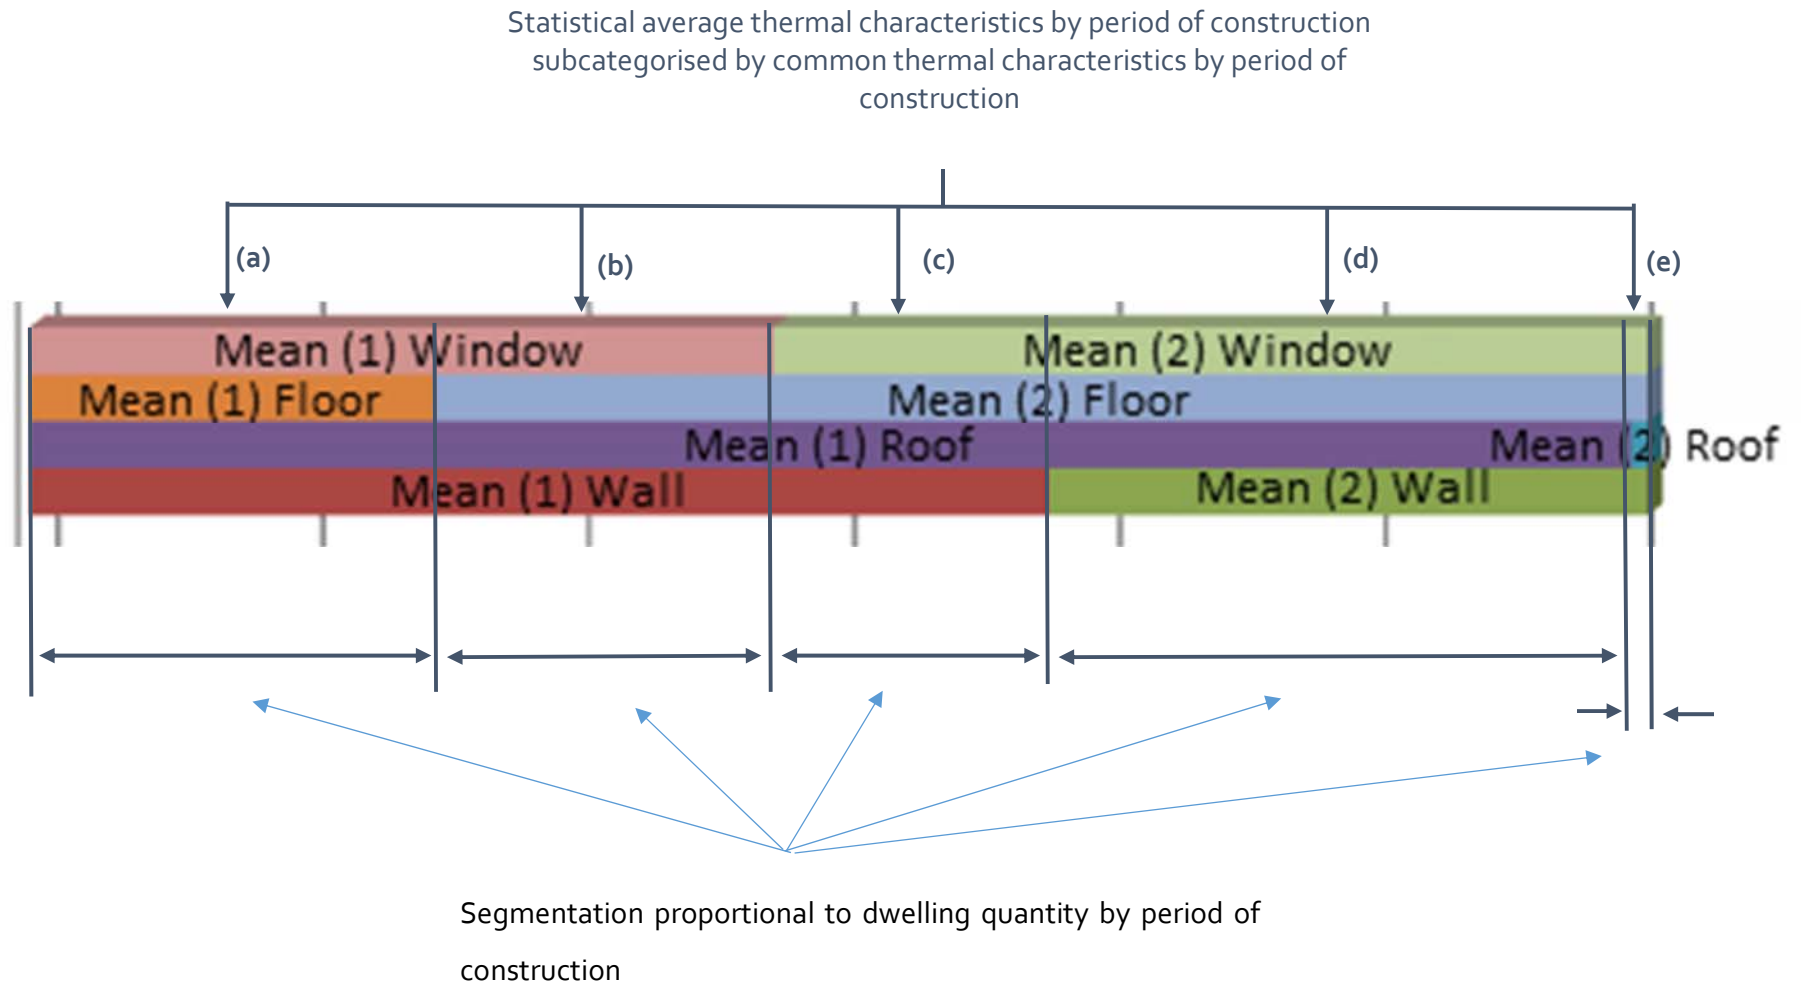 Statistical average thermal characteristics by period of construction
subcategorised by common thermal characteristics by period of
construction
(a)
(b)
(c)
(d)
(e)
Mean (1) Window
Mean (2) Window
Mean (1) Floor
Mean (2) Floor
Mean (1) Roof
Mean (2) Roof
Mean (1) Wall
Mean (2) Wall
Segmentation proportional to dwelling quantity by period of
construction